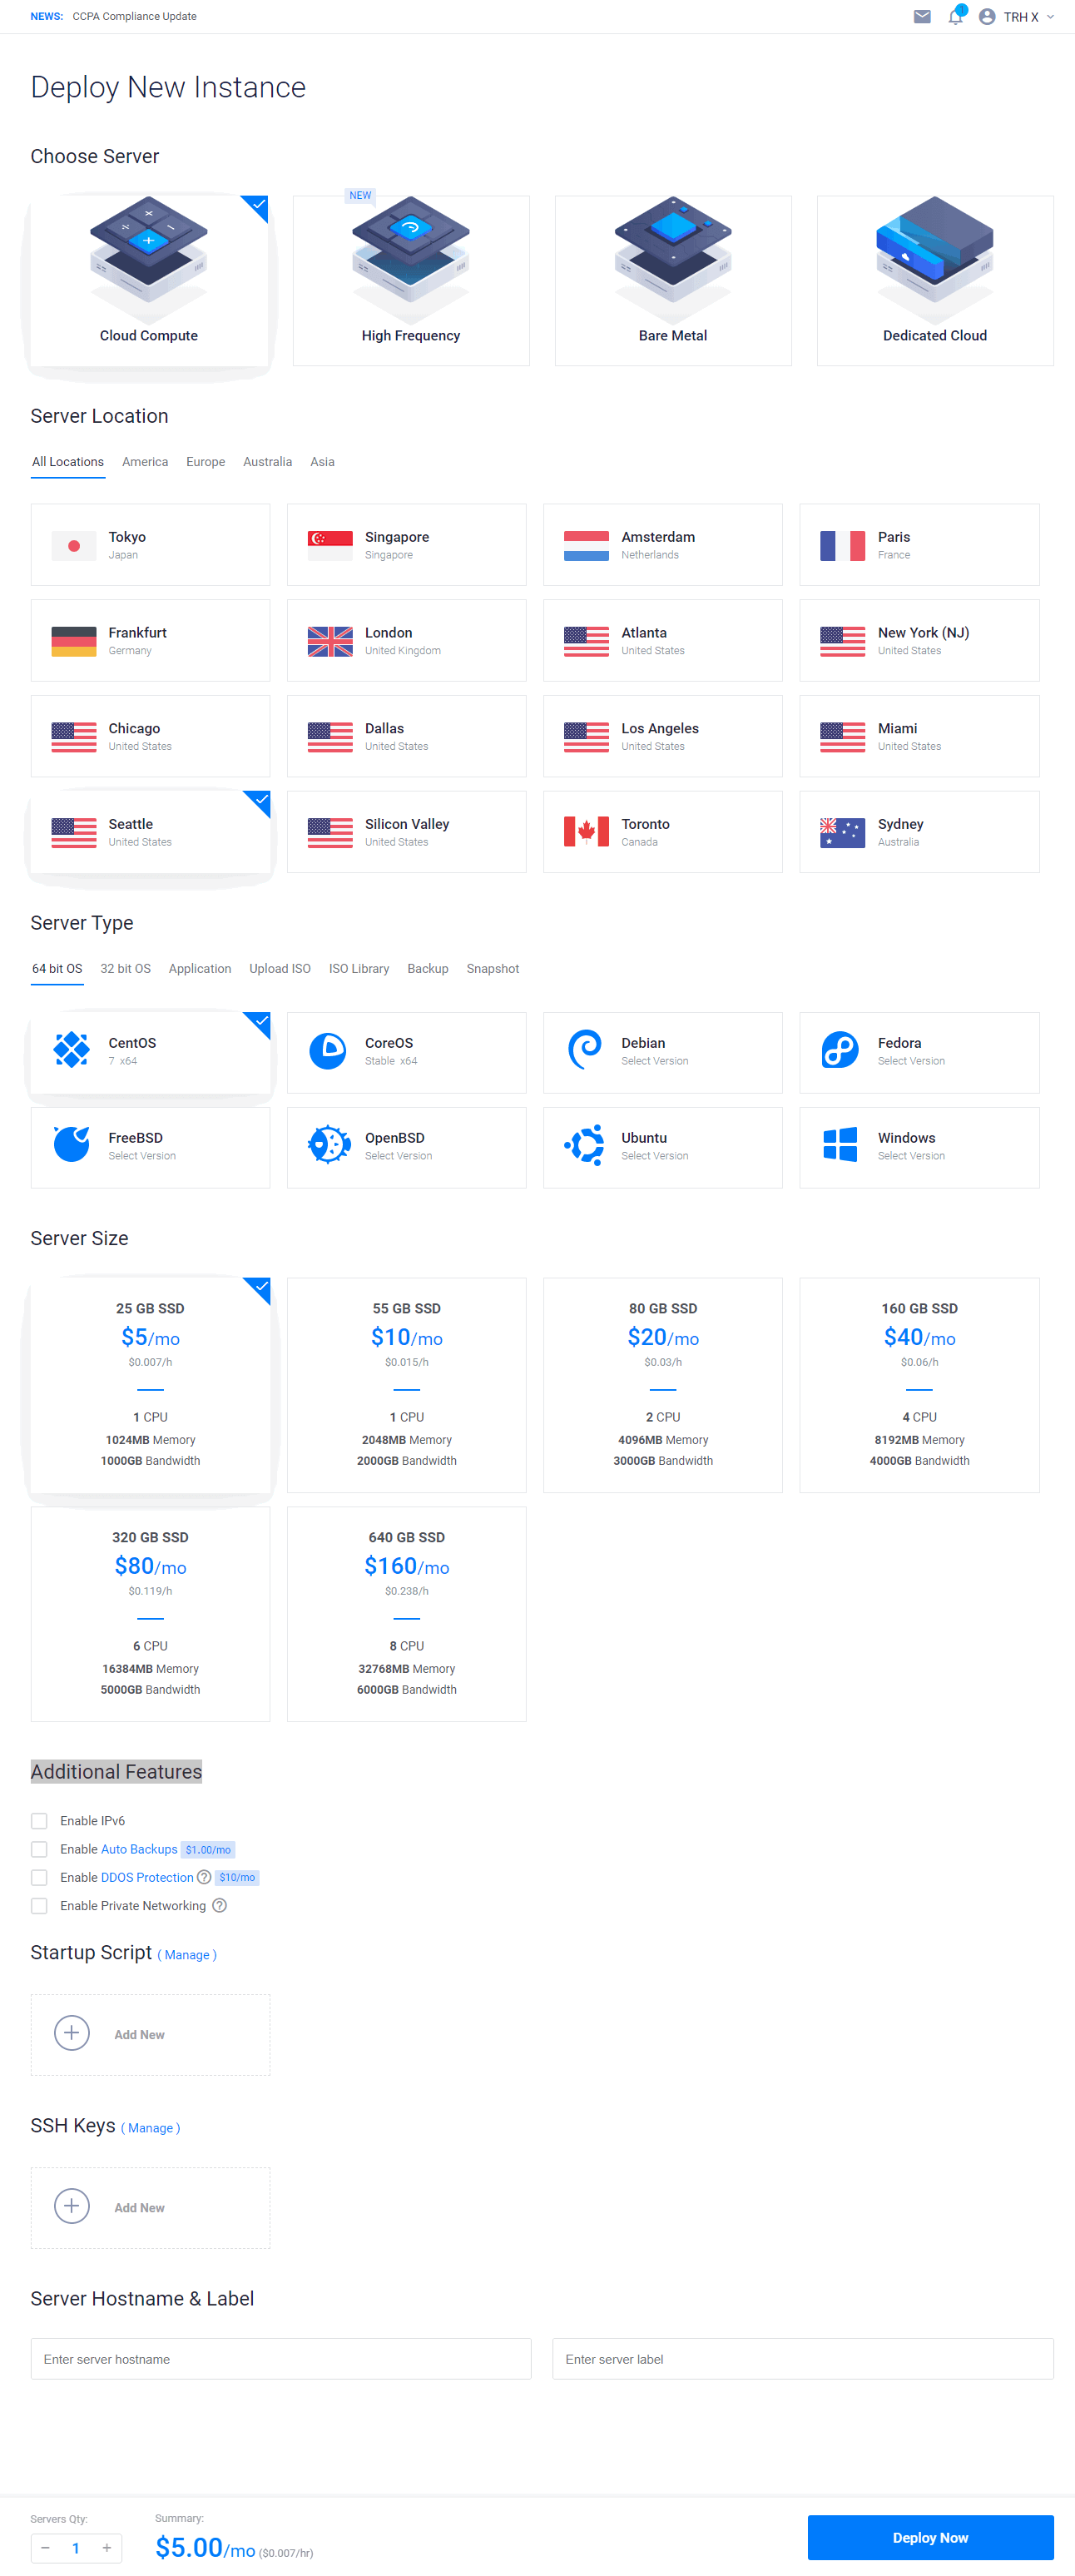 NEWS: CCPA Compliance Update
1
TRH X
Deploy New Instance
Choose Server
NEW
Cloud Compute
High Frequency
Bare Metal
Dedicated Cloud
Server Location
All Locations America Europe Australia Asia
Tokyo
Japan
Singapore
Singapore
Amsterdam
Netherlands
Paris
France
Frankfurt
Germany
London
United Kingdom
Atlanta
United States
New York (NJ)
United States
Chicago
United States
Dallas
United States
Los Angeles
United States
Miami
United States
Seattle
United States
Silicon Valley
United States
Toronto
Canada
Sydney
Australia
Server Type
64 bit OS 32 bit OS Application Upload ISO ISO Library Backup Snapshot
CentOS
7 x64
CoreOS
Stable x64
Debian
Select Version
Fedora
Select Version
FreeBSD
Select Version
OpenBSD
Select Version
Ubuntu
Select Version
Windows
Select Version
Server Size
25 GB SSD
$5/mo
$0.007/h
1 CPU
1024MB Memory
1000GB Bandwidth
55 GB SSD
$10/mo
$0.015/h
1 CPU
2048MB Memory
2000GB Bandwidth
80 GB SSD
$20/mo
$0.03/h
2 CPU
4096MB Memory
3000GB Bandwidth
160 GB SSD
$40/mo
$0.06/h
4 CPU
8192MB Memory
4000GB Bandwidth
320 GB SSD
$80/mo
$0.119/h
6 CPU
16384MB Memory
5000GB Bandwidth
640 GB SSD
$160/mo
$0.238/h
8 CPU
32768MB Memory
6000GB Bandwidth
Additional Features
Enable IPv6
Enable Auto Backups $1.00/mo
Enable DDOS Protection ? $10/mo
Enable Private Networking ?
Startup Script ( Manage )
Add New
SSH Keys ( Manage )
Add New
Server Hostname & Label
Enter server hostname
Enter server label
Servers Qty:
− 1 +
Summary:
$5.00/mo ($0.007/hr)
Deploy Now